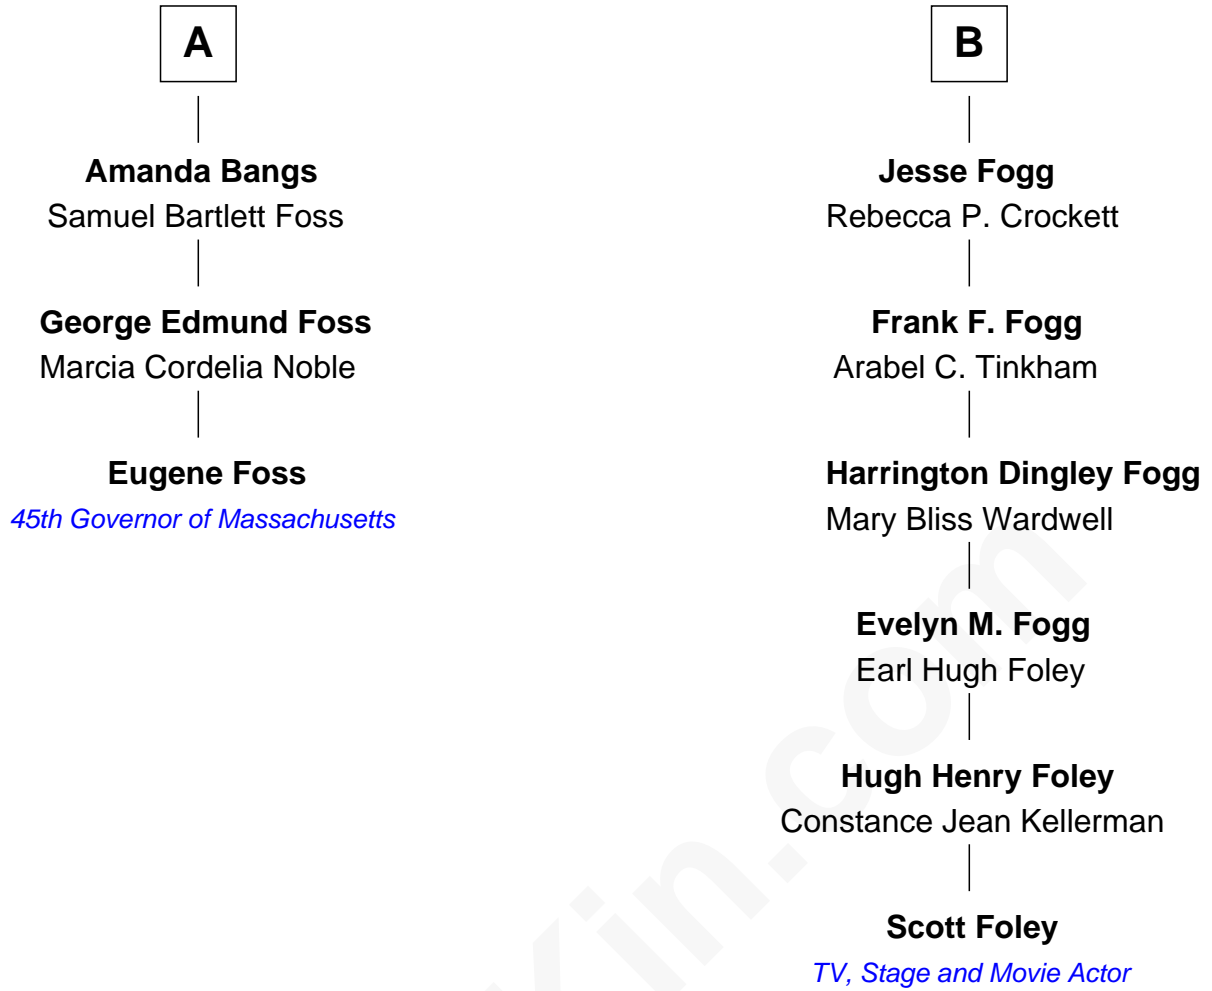 A
Amanda Bangs
Samuel Bartlett Foss
George Edmund Foss
Marcia Cordelia Noble
Eugene Foss
45th Governor of Massachusetts
B
Jesse Fogg
Rebecca P. Crockett
Frank F. Fogg
Arabel C. Tinkham
Harrington Dingley Fogg
Mary Bliss Wardwell
Evelyn M. Fogg
Earl Hugh Foley
Hugh Henry Foley
Constance Jean Kellerman
Scott Foley
TV, Stage and Movie Actor
Kin.com